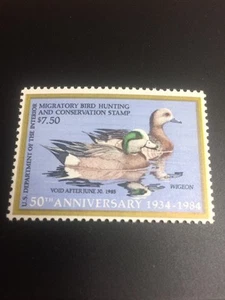 MIGRATORY BIRD HUNTING
AND CONSERVATION STAMP
$7.50
U.S. DEPARTMENT OF THE INTERIOR
VOID AFTER JUNE 30, 1985
WIGEON
50TH ANNIVERSARY 1934-1984